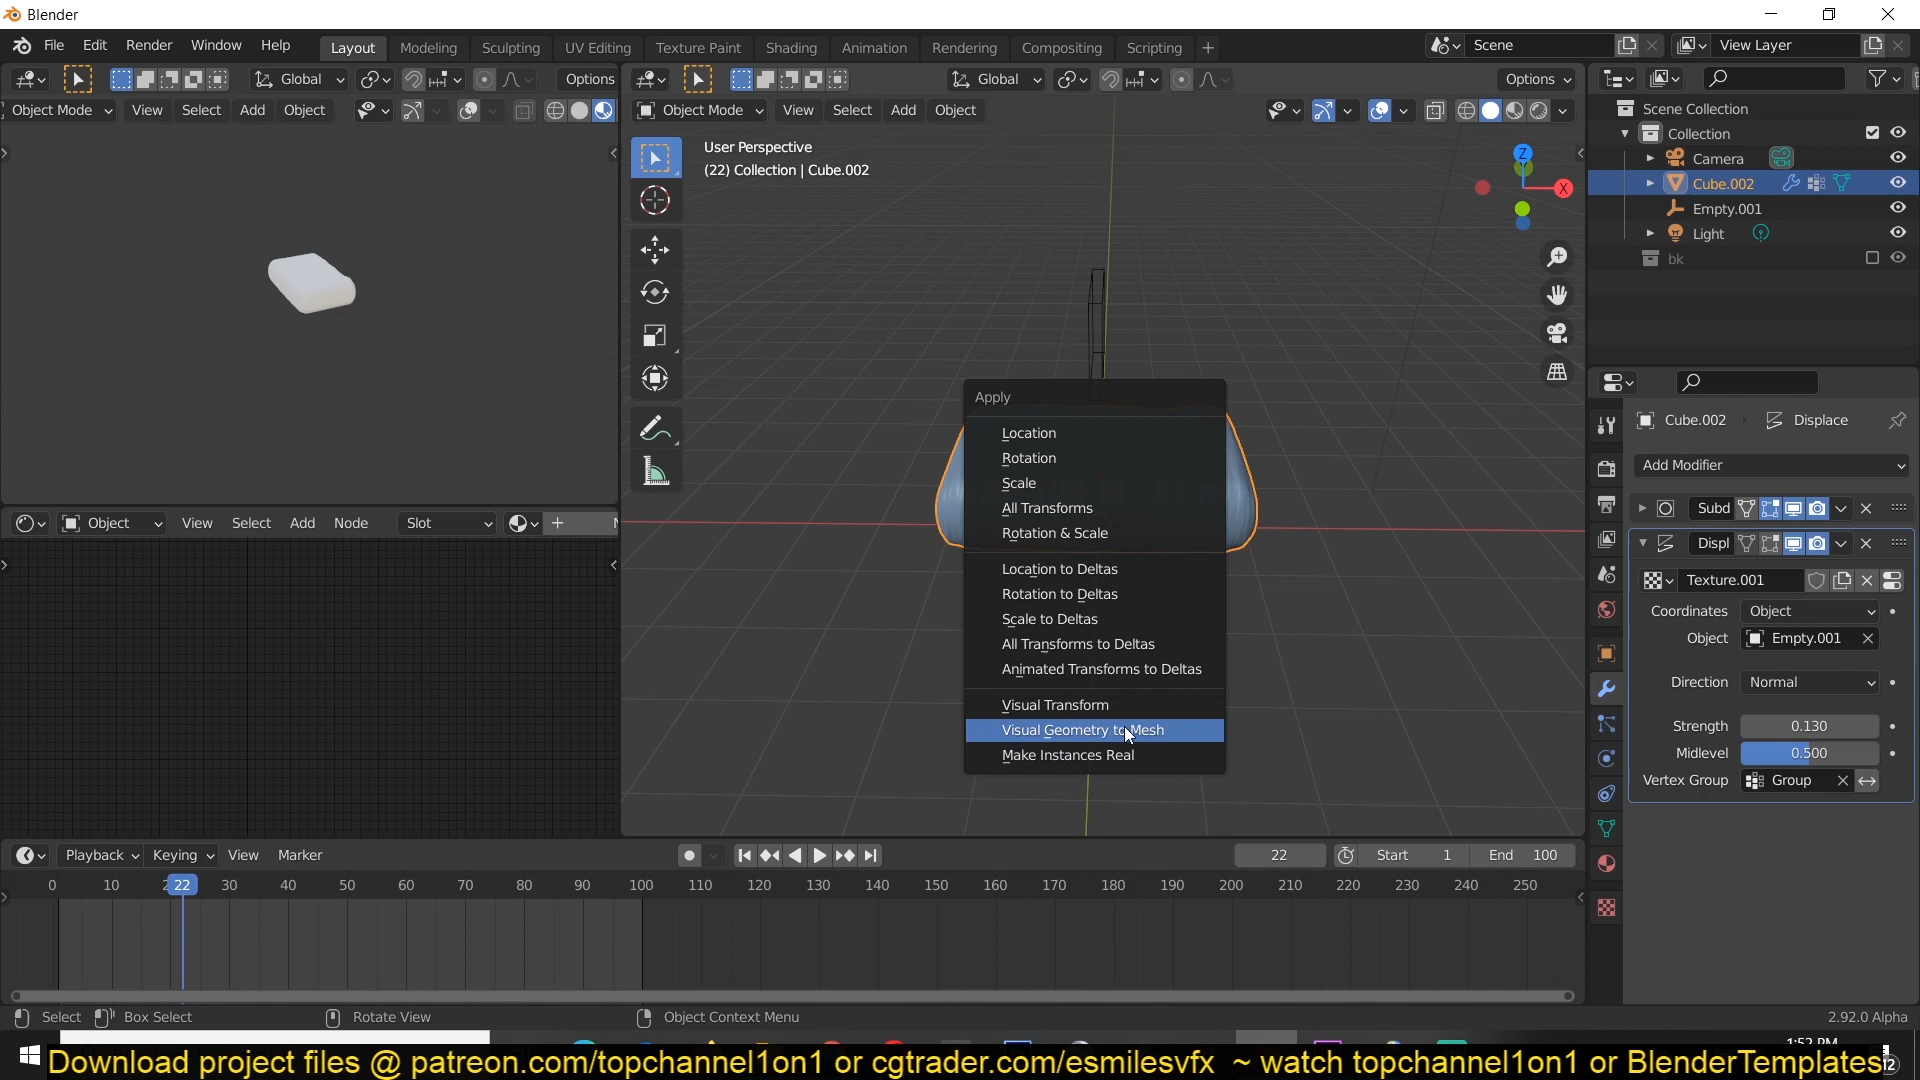 Blender
File Edit Render Window Help Layout Modeling Sculpting UV Editing Texture Paint Shading Animation Rendering Compositing Scripting + Scene View Layer
Global Options Global Options
Object Mode View Select Add Object Object Mode View Select Add Object
User Perspective
(22) Collection | Cube.002
Z
X
Scene Collection
Collection
Camera
Cube.002
Empty.001
Light
bk
Cube.002 Displace
Add Modifier
Subd
Displ
Texture.001
Coordinates Object
Object Empty.001
Direction Normal
Strength 0.130
Midlevel 0.500
Vertex Group Group
Apply
Location
Rotation
Scale
All Transforms
Rotation & Scale
Location to Deltas
Rotation to Deltas
Scale to Deltas
All Transforms to Deltas
Animated Transforms to Deltas
Visual Transform
Visual Geometry to Mesh
Make Instances Real
Object View Select Add Node Slot
Playback Keying View Marker 22 Start 1 End 100
0 10 22 30 40 50 60 70 80 90 100 110 120 130 140 150 160 170 180 190 200 210 220 230 240 250
Select Box Select Rotate View Object Context Menu 2.92.0 Alpha
1:52 PM
Download project files @ patreon.com/topchannel1on1 or cgtrader.com/esmilesvfx ~ watch topchannel1on1 or BlenderTemplates
12